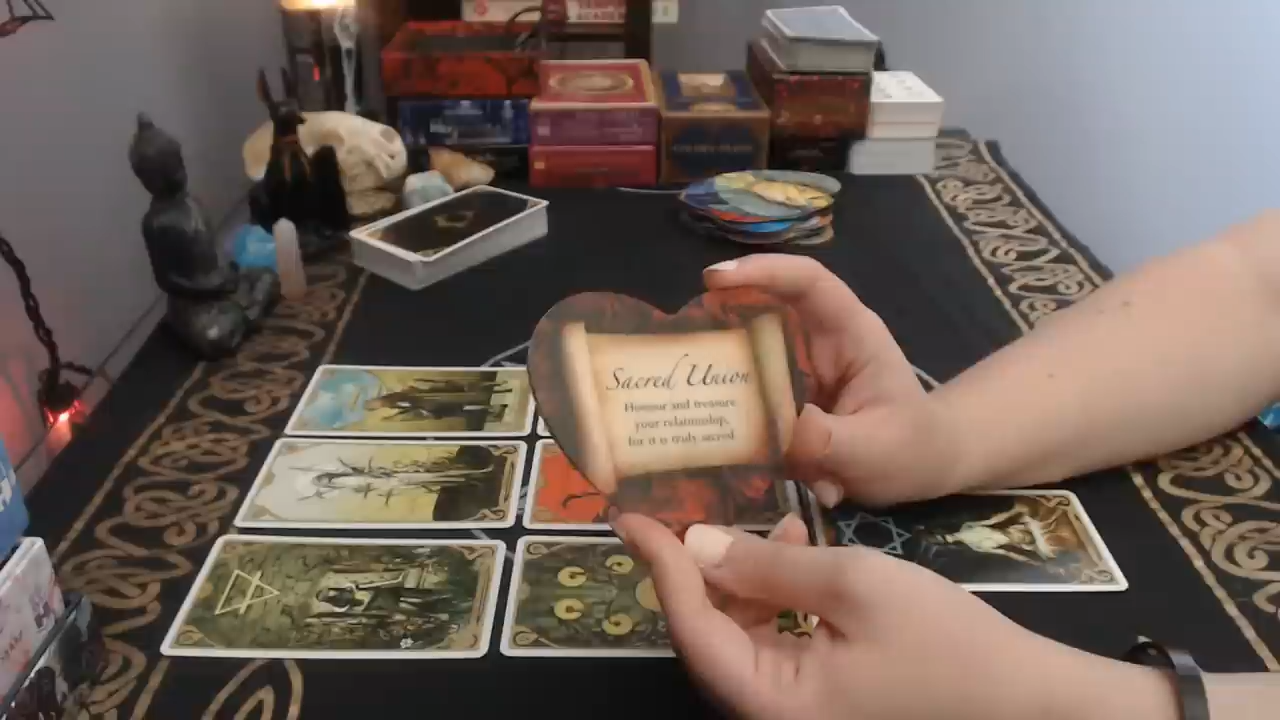 Sacred Union
Honour and treasure
your relationship,
for it is truly sacred